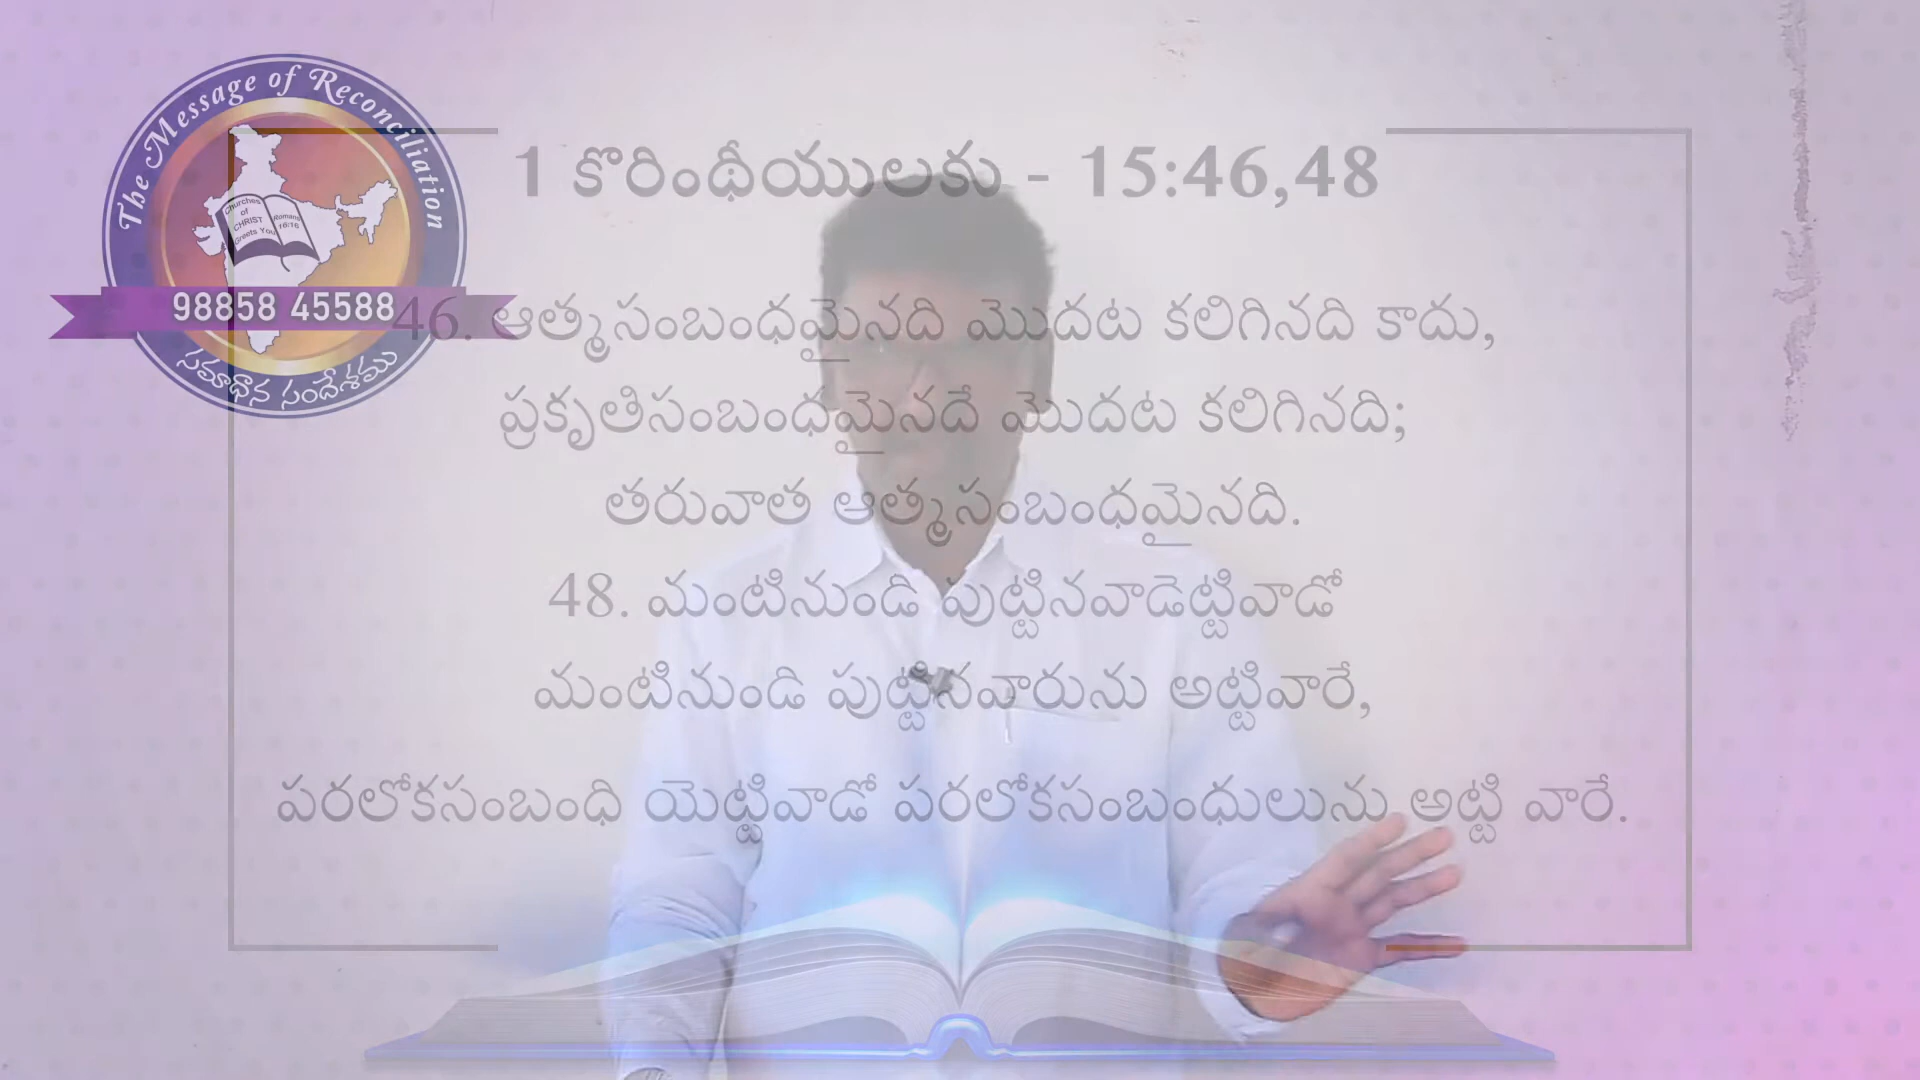 The Message of Reconciliation
Churches
of
CHRIST
Greets You
Romans
16:16
98858 45588
సమాధాన సందేశము
1 కొరింథీయులకు - 15:46,48
46. ఆత్మసంబంధమైనది మొదట కలిగినది కాదు,
ప్రకృతిసంబంధమైనదే మొదట కలిగినది;
తరువాత ఆత్మసంబంధమైనది.
48. మంటినుండి పుట్టినవాడెట్టివాడో
మంటినుండి పుట్టినవారును అట్టివారే,
పరలోకసంబంధి యెట్టివాడో పరలోకసంబంధులును అట్టి వారే.